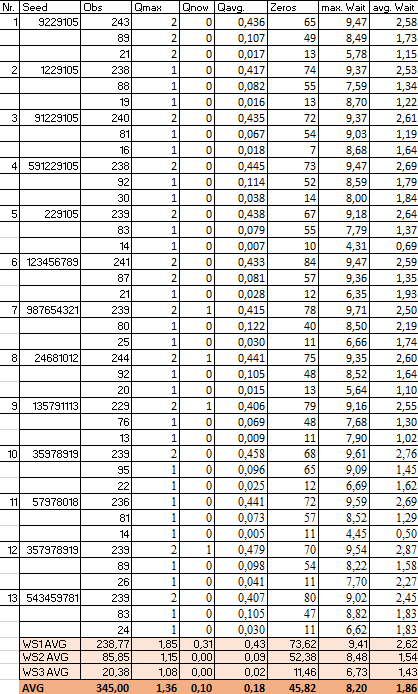 Nr. Seed Obs Qmax Qnow Qavg. Zeros max. Wait avg. Wait
1 9229105 243 2 0 0,436 65 9,47 2,58
89 2 0 0,107 49 8,49 1,73
21 2 0 0,017 13 5,78 1,15
2 1229105 238 1 0 0,417 74 9,37 2,53
88 1 0 0,082 55 7,59 1,34
19 1 0 0,016 13 8,70 1,22
3 91229105 240 2 0 0,435 72 9,37 2,61
81 1 0 0,067 54 9,03 1,19
16 1 0 0,018 7 8,68 1,64
4 591229105 238 2 0 0,445 73 9,47 2,69
92 1 0 0,114 52 8,59 1,79
30 1 0 0,038 14 8,00 1,84
5 229105 239 2 0 0,438 67 9,18 2,64
83 2 0 0,079 55 7,79 1,37
14 1 0 0,007 10 4,31 0,69
6 123456789 241 2 0 0,433 84 9,47 2,59
87 1 0 0,081 57 9,36 1,35
21 1 0 0,028 12 6,35 1,93
7 987654321 239 2 1 0,415 78 9,71 2,50
80 1 0 0,122 40 8,50 2,19
25 1 0 0,030 11 6,66 1,74
8 24681012 244 2 1 0,441 75 9,35 2,60
92 1 0 0,105 48 8,52 1,64
20 1 0 0,015 13 5,64 1,10
9 135791113 229 2 1 0,406 79 9,16 2,55
76 1 0 0,069 48 7,68 1,30
13 1 0 0,009 11 7,90 1,02
10 35978919 239 2 0 0,458 68 9,61 2,76
95 1 0 0,096 65 9,09 1,45
22 1 0 0,025 12 6,69 1,62
11 57978018 236 1 0 0,441 72 9,59 2,69
81 1 0 0,073 57 8,52 1,29
14 1 0 0,005 11 4,45 0,50
12 357978919 239 2 1 0,479 70 9,54 2,87
89 1 0 0,098 54 8,22 1,58
26 1 0 0,041 11 7,70 2,27
13 543459781 239 2 0 0,407 80 9,02 2,45
83 1 0 0,105 47 8,82 1,83
24 1 0 0,030 11 6,62 1,83
WS1 AVG 238,77 1,85 0,31 0,43 73,62 9,41 2,62
WS2 AVG 85,85 1,15 0,00 0,09 52,38 8,48 1,54
WS3 AVG 20,38 1,08 0,00 0,02 11,46 6,73 1,43
AVG 345,00 1,36 0,10 0,18 45,82 8,20 1,86